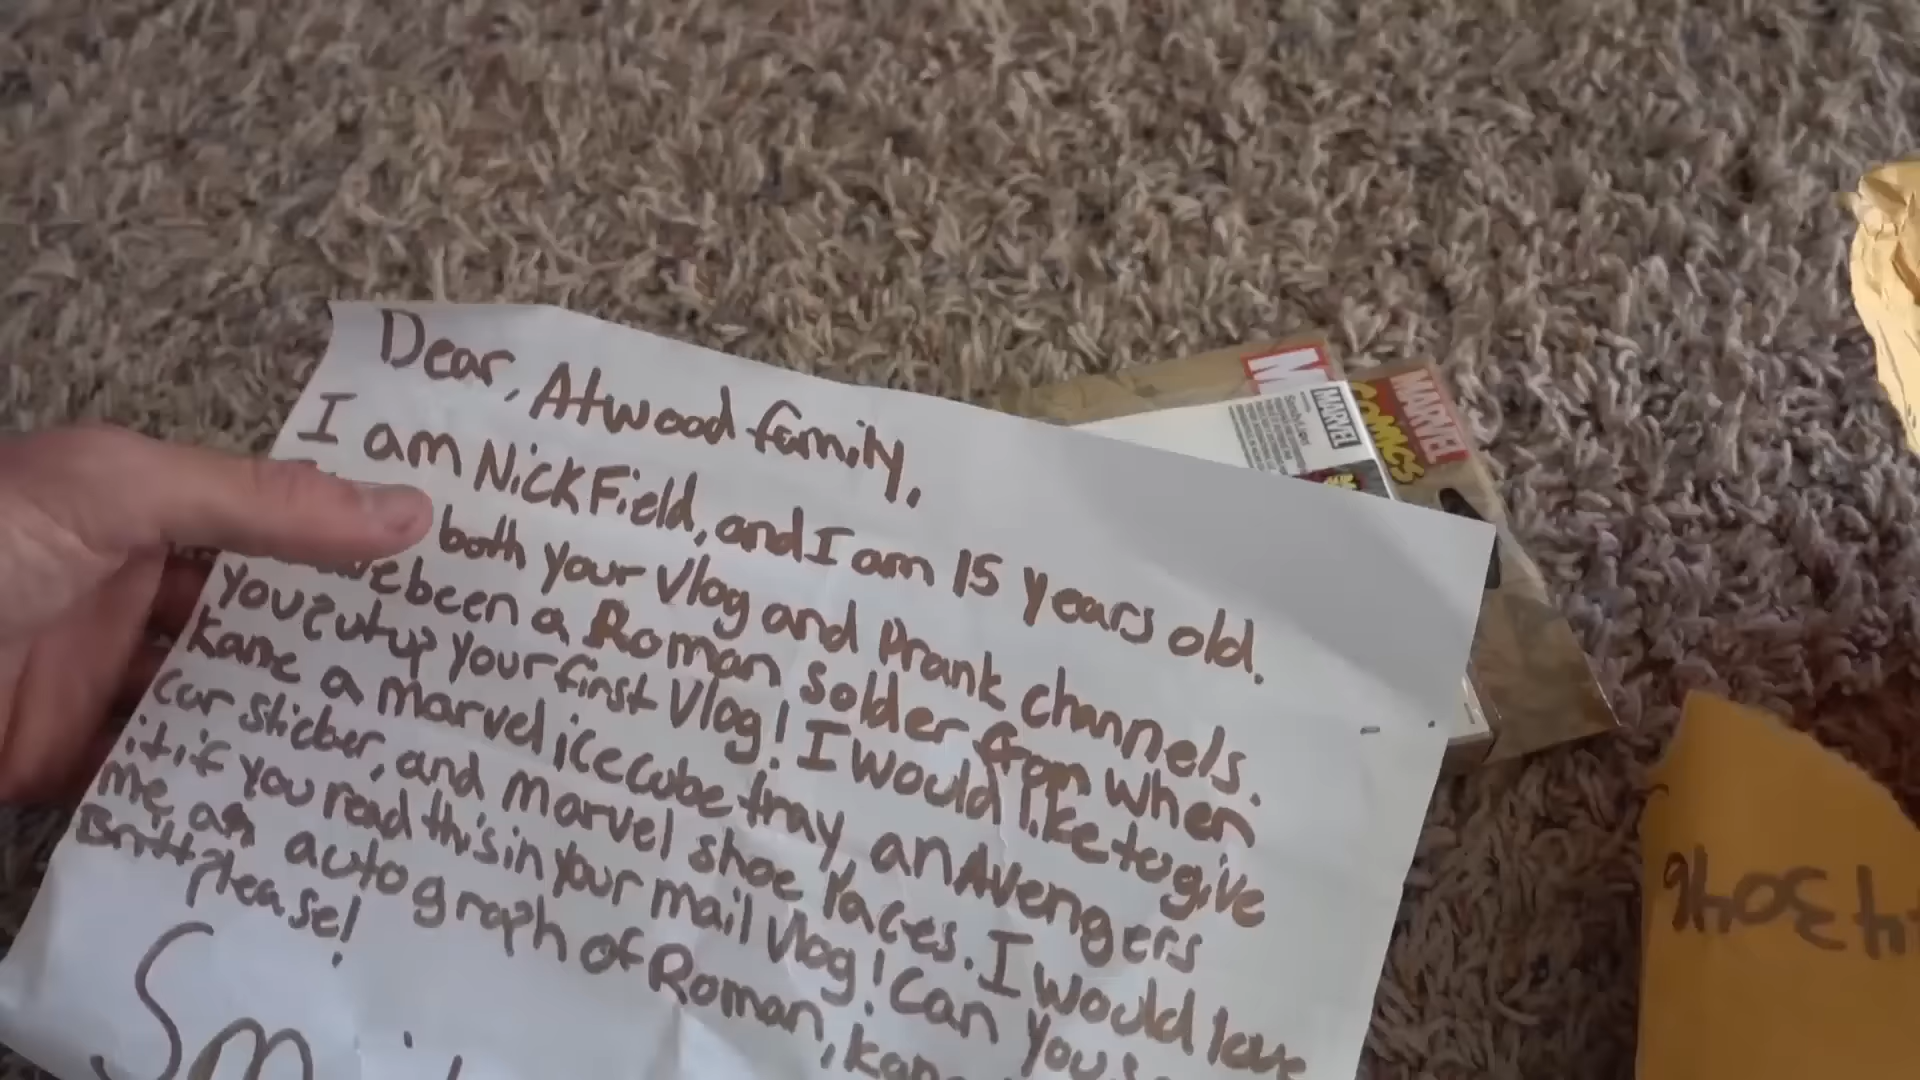 Dear, Atwood family,
I am Nick Field, and I am 15 years old.
both your Vlog and Prank channels.
been a Roman solder from when
you putup your first Vlog! I would like to give
Kane a marvel ice cube tray, an Avengers
car sticker, and marvel shoe laces. I would love
it if you read this in your mail Vlog! Can you
me, an autograph of Roman, kane
Britt please!
MARVEL
COMICS
MARVEL
43046